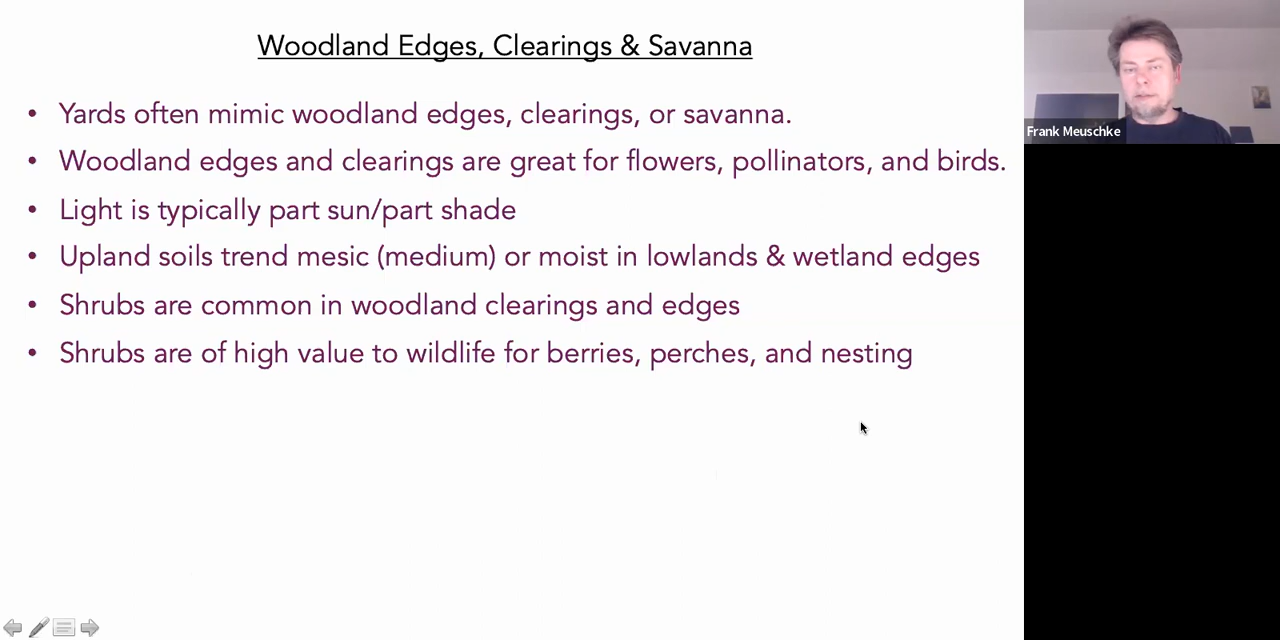 Woodland Edges, Clearings & Savanna
• Yards often mimic woodland edges, clearings, or savanna.
• Woodland edges and clearings are great for flowers, pollinators, and birds.
• Light is typically part sun/part shade
• Upland soils trend mesic (medium) or moist in lowlands & wetland edges
• Shrubs are common in woodland clearings and edges
• Shrubs are of high value to wildlife for berries, perches, and nesting
Frank Meuschke